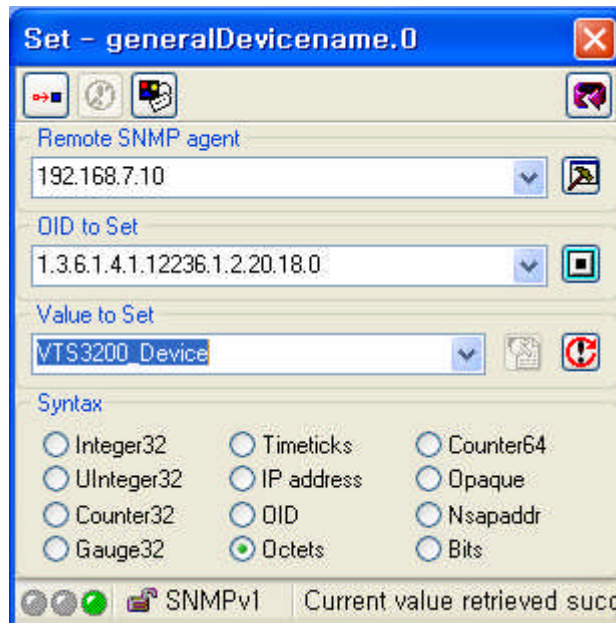 Set - generalDevicename.0
Remote SNMP agent
192.168.7.10
OID to Set
1.3.6.1.4.1.12236.1.2.20.18.0
Value to Set
VTS3200_Device
Syntax
Integer32 Timeticks Counter64
UInteger32 IP address Opaque
Counter32 OID Nsapaddr
Gauge32 Octets Bits
SNMPv1 Current value retrieved succ